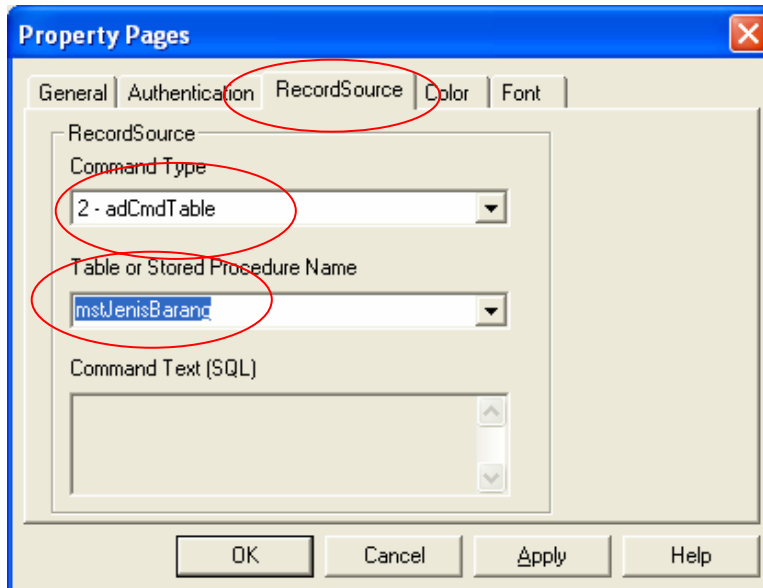 Property Pages
General Authentication RecordSource Color Font
RecordSource
Command Type
2 - adCmdTable
Table or Stored Procedure Name
mstJenisBarang
Command Text (SQL)
OK Cancel Apply Help